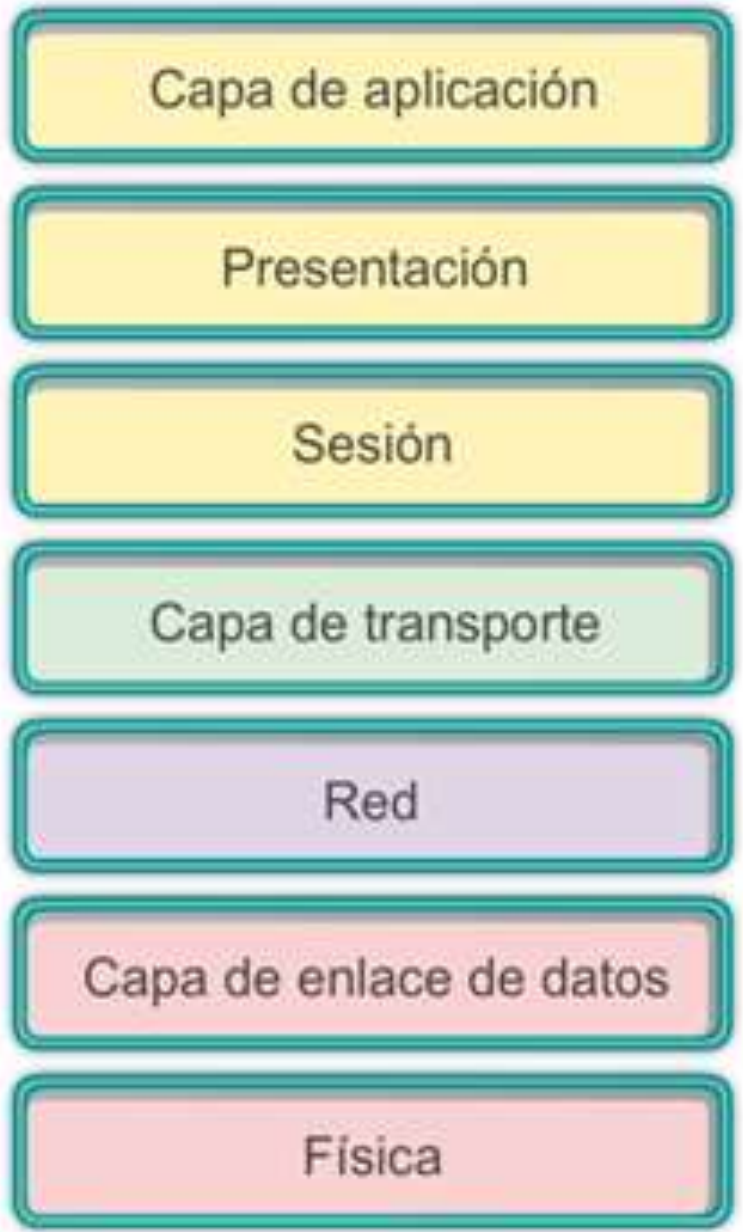 Capa de aplicación
Presentación
Sesión
Capa de transporte
Red
Capa de enlace de datos
Física